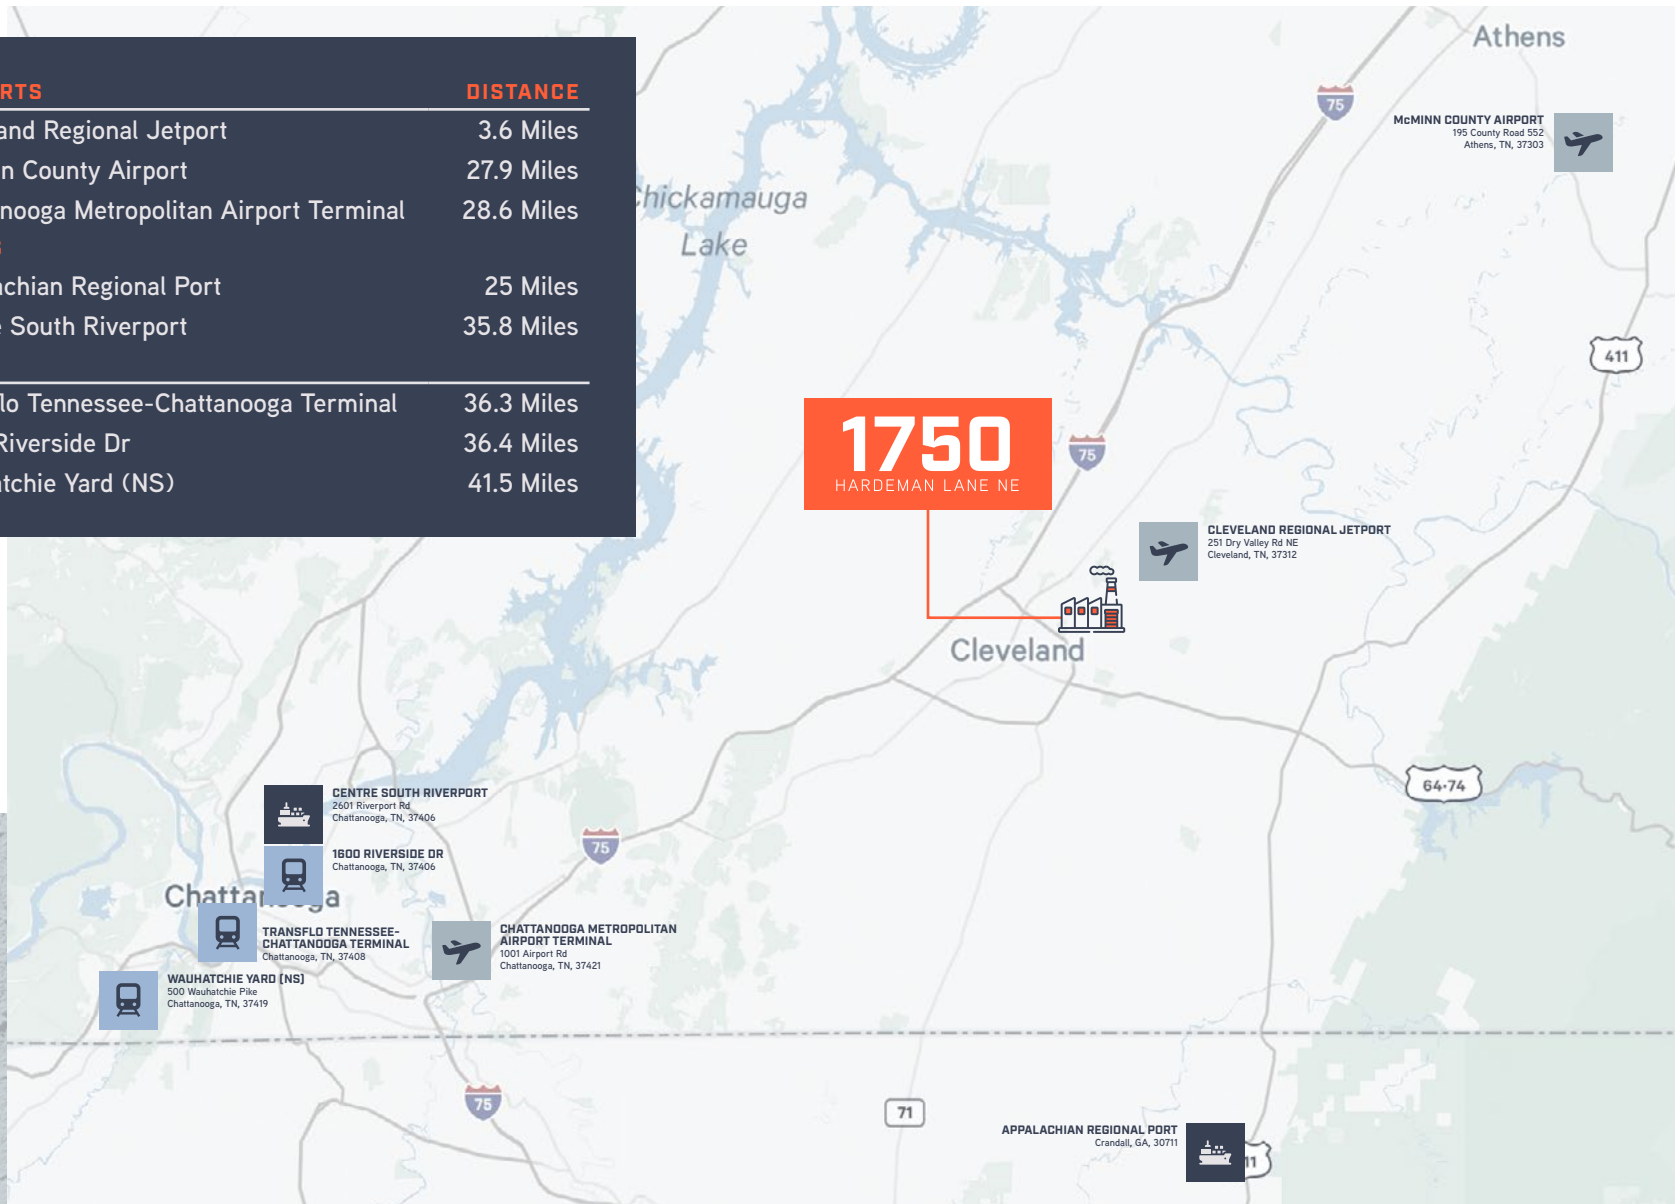 RTS DISTANCE
and Regional Jetport 3.6 Miles
n County Airport 27.9 Miles
nooga Metropolitan Airport Terminal 28.6 Miles
S
achian Regional Port 25 Miles
e South Riverport 35.8 Miles
lo Tennessee-Chattanooga Terminal 36.3 Miles
Riverside Dr 36.4 Miles
atchie Yard (NS) 41.5 Miles
Athens
75
McMINN COUNTY AIRPORT
195 County Road 552
Athens, TN, 37303
Chickamauga
Lake
411
1750
HARDEMAN LANE NE
75
CLEVELAND REGIONAL JETPORT
251 Dry Valley Rd NE
Cleveland, TN, 37312
Cleveland
64-74
CENTRE SOUTH RIVERPORT
2601 Riverport Rd
Chattanooga, TN, 37406
1600 RIVERSIDE DR
Chattanooga, TN, 37406
75
Chattanooga
TRANSFLO TENNESSEE-
CHATTANOOGA TERMINAL
Chattanooga, TN, 37408
CHATTANOOGA METROPOLITAN
AIRPORT TERMINAL
1001 Airport Rd
Chattanooga, TN, 37421
WAUHATCHIE YARD (NS)
500 Wauhatchie Pike
Chattanooga, TN, 37419
75
71
APPALACHIAN REGIONAL PORT
Crandall, GA, 30711
11